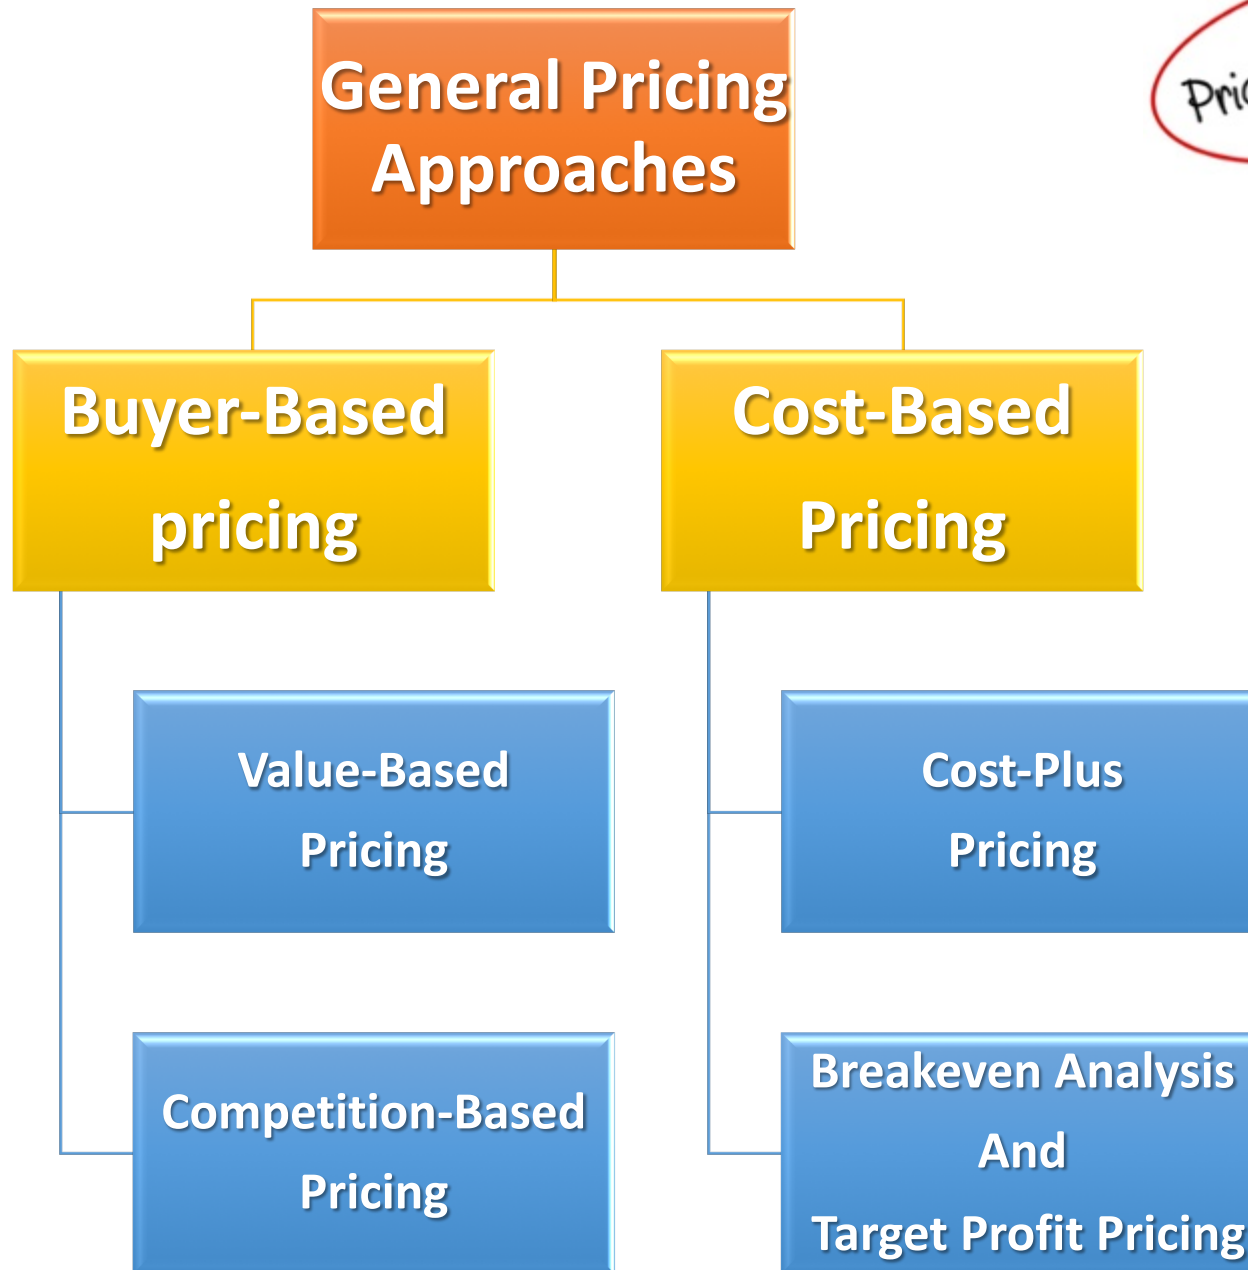 General Pricing
Approaches
Buyer-Based
pricing
Cost-Based
Pricing
Value-Based
Pricing
Cost-Plus
Pricing
Competition-Based
Pricing
Breakeven Analysis
And
Target Profit Pricing